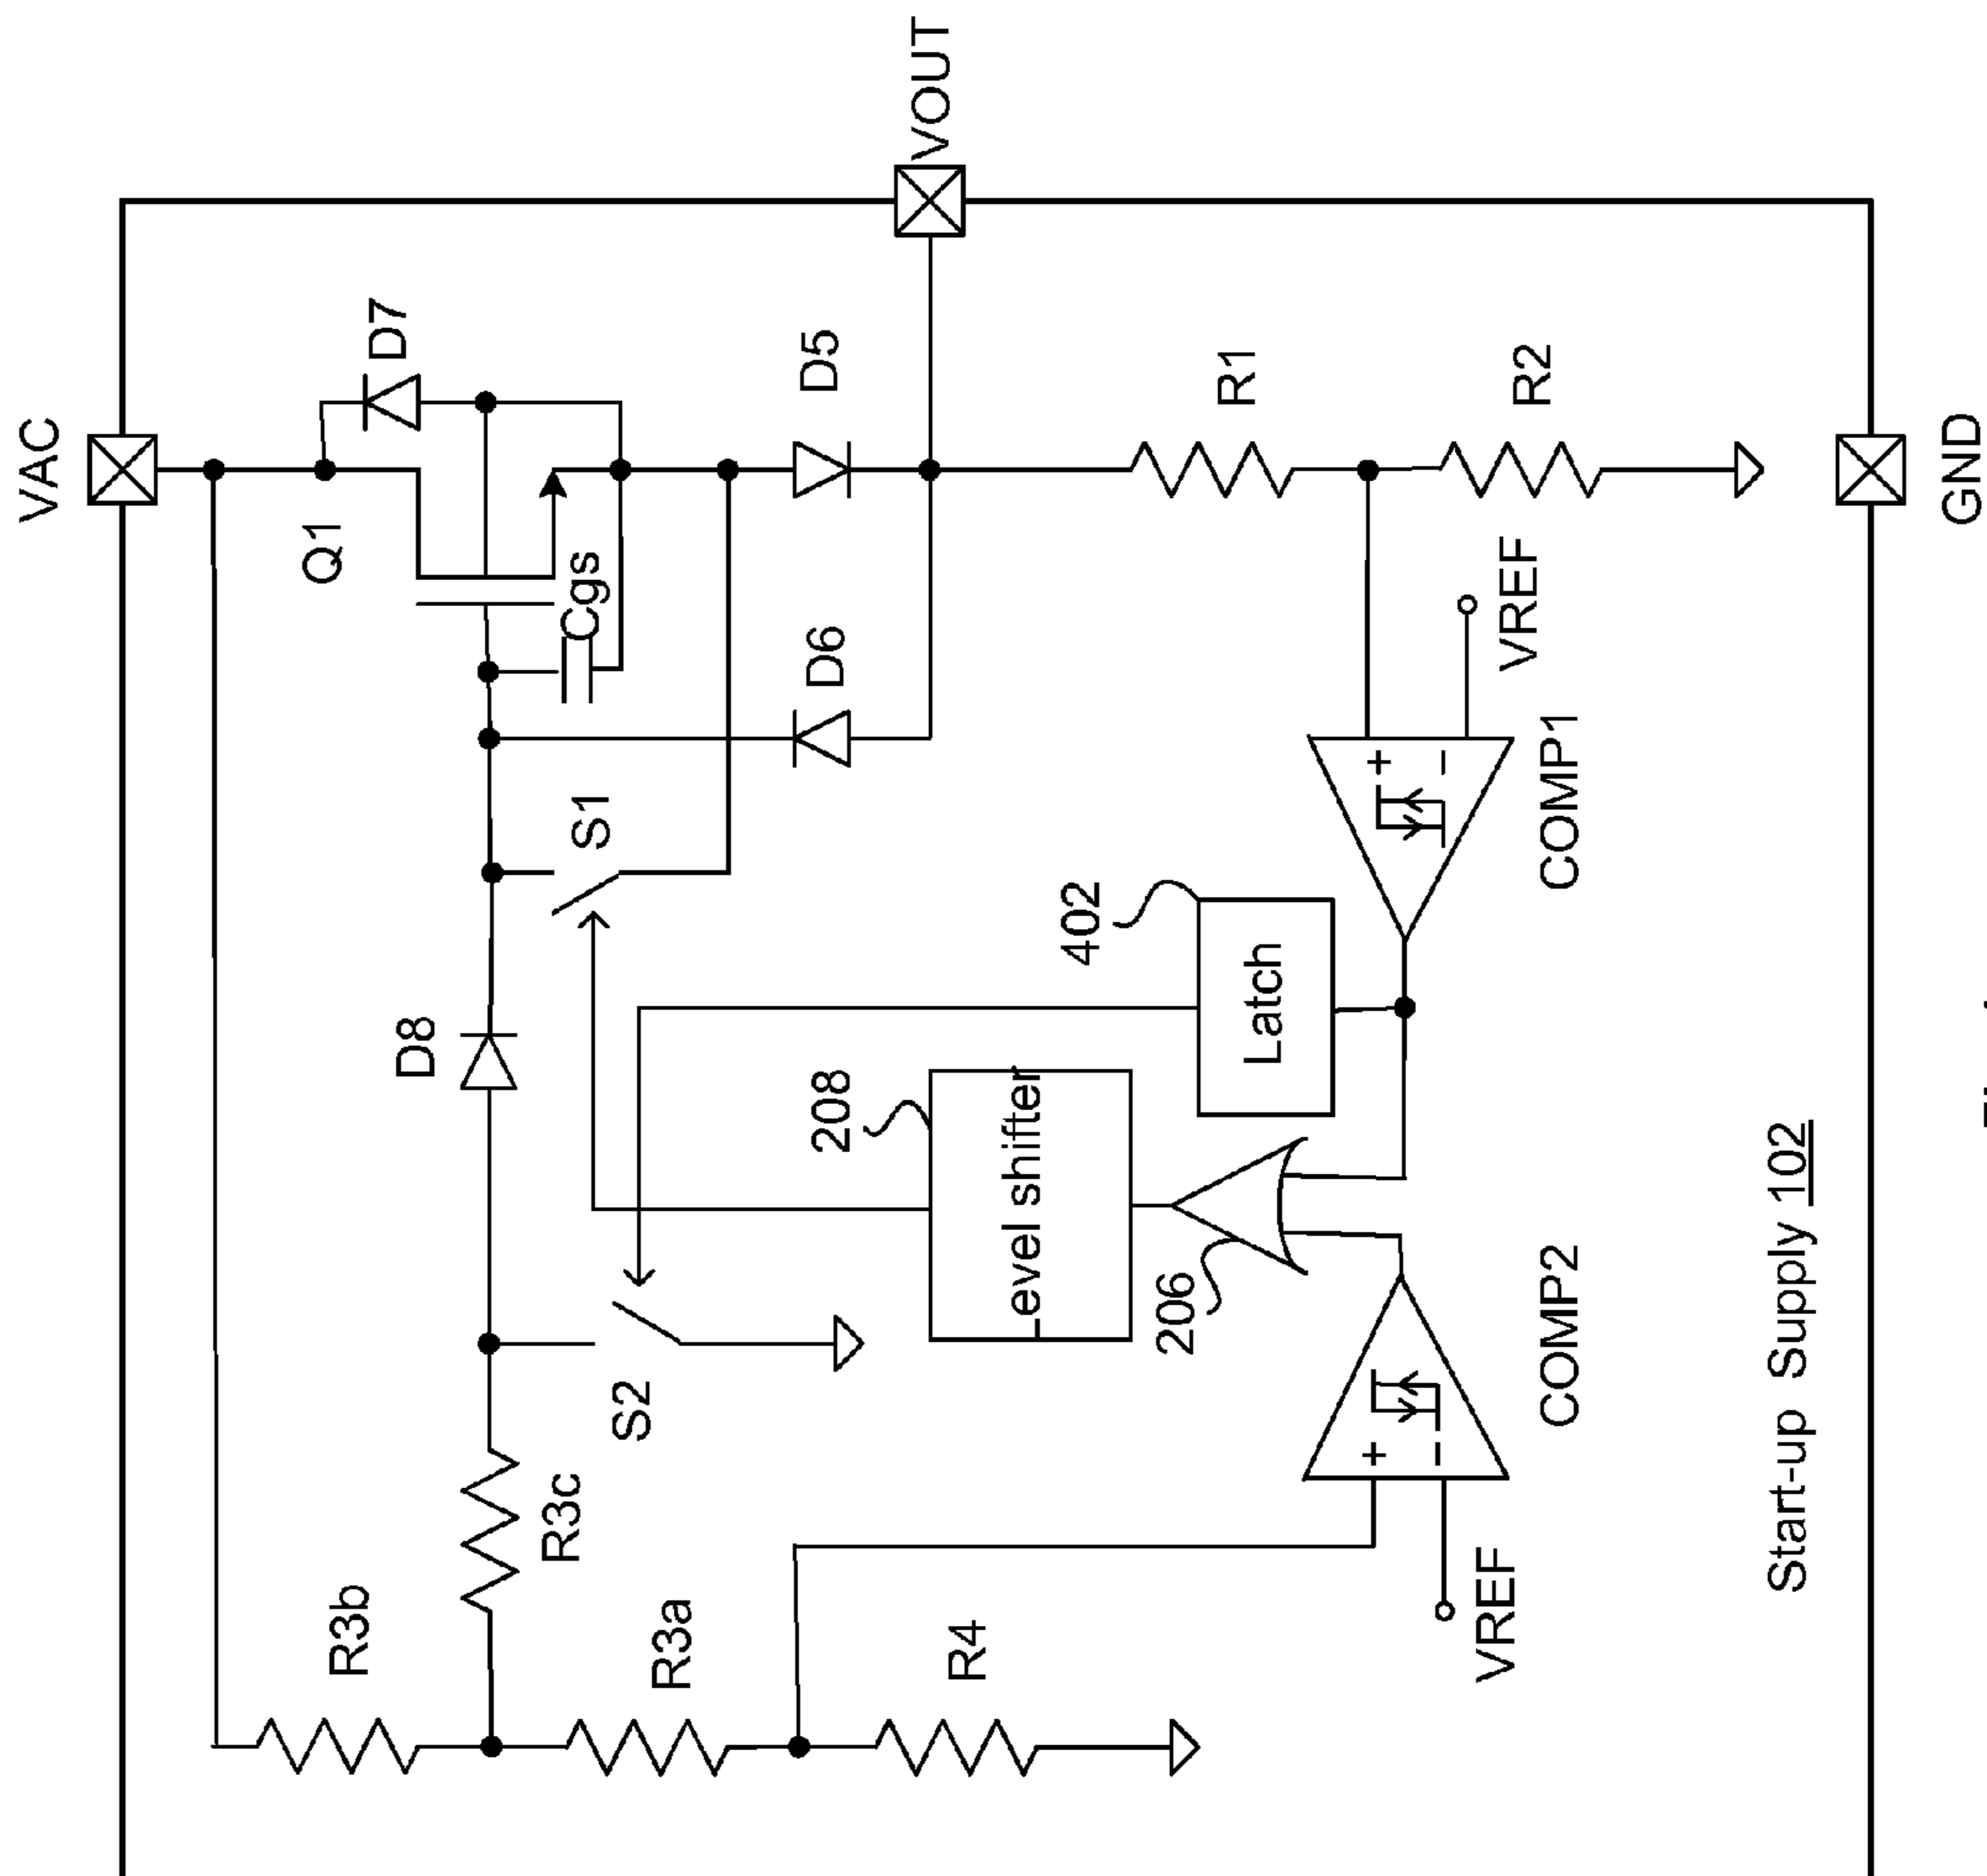 VAC
VOUT
D7
Q1
Cgs
D5
D6
S1
D8
R1
R2
VREF
COMP1
402
Latch
208
Level shifter
206
S2
R3c
R3b
R3a
R4
COMP2
VREF
GND
Start-up Supply 102